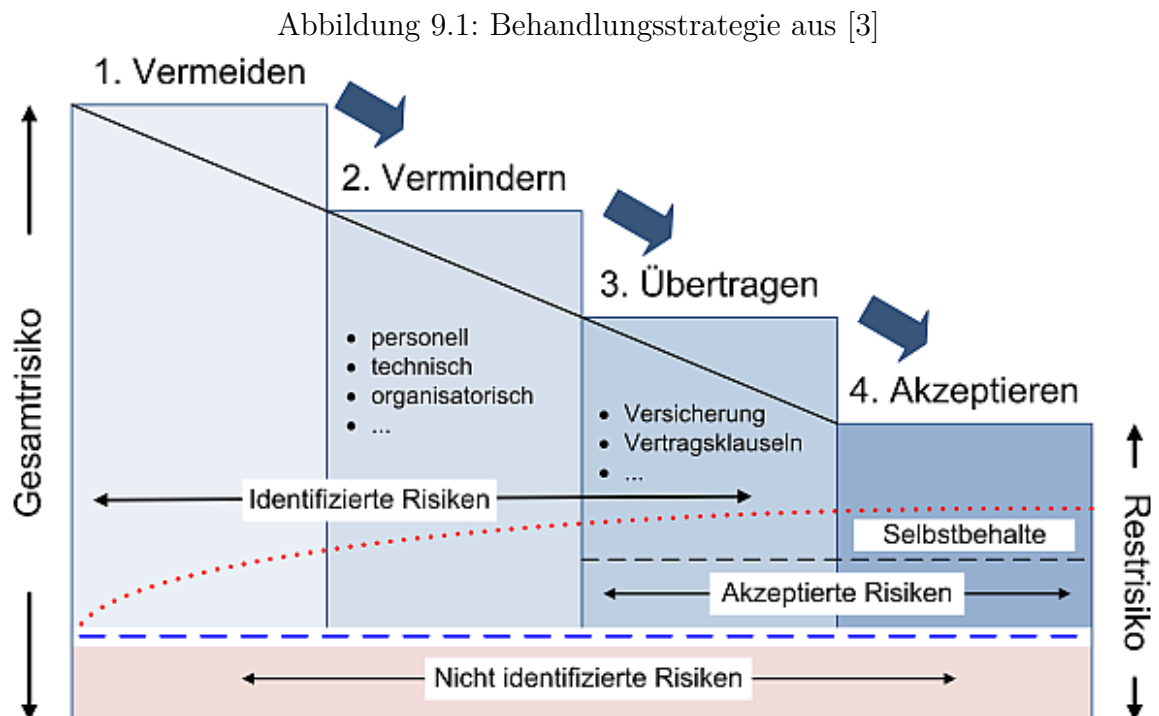 Abbildung 9.1: Behandlungsstrategie aus [3]
1. Vermeiden
2. Vermindern
3. Übertragen
4. Akzeptieren
• personell
• technisch
• organisatorisch
• ...
• Versicherung
• Vertragsklauseln
• ...
Gesamtrisiko
Identifizierte Risiken
Selbstbehalte
Akzeptierte Risiken
Restrisiko
Nicht identifizierte Risiken